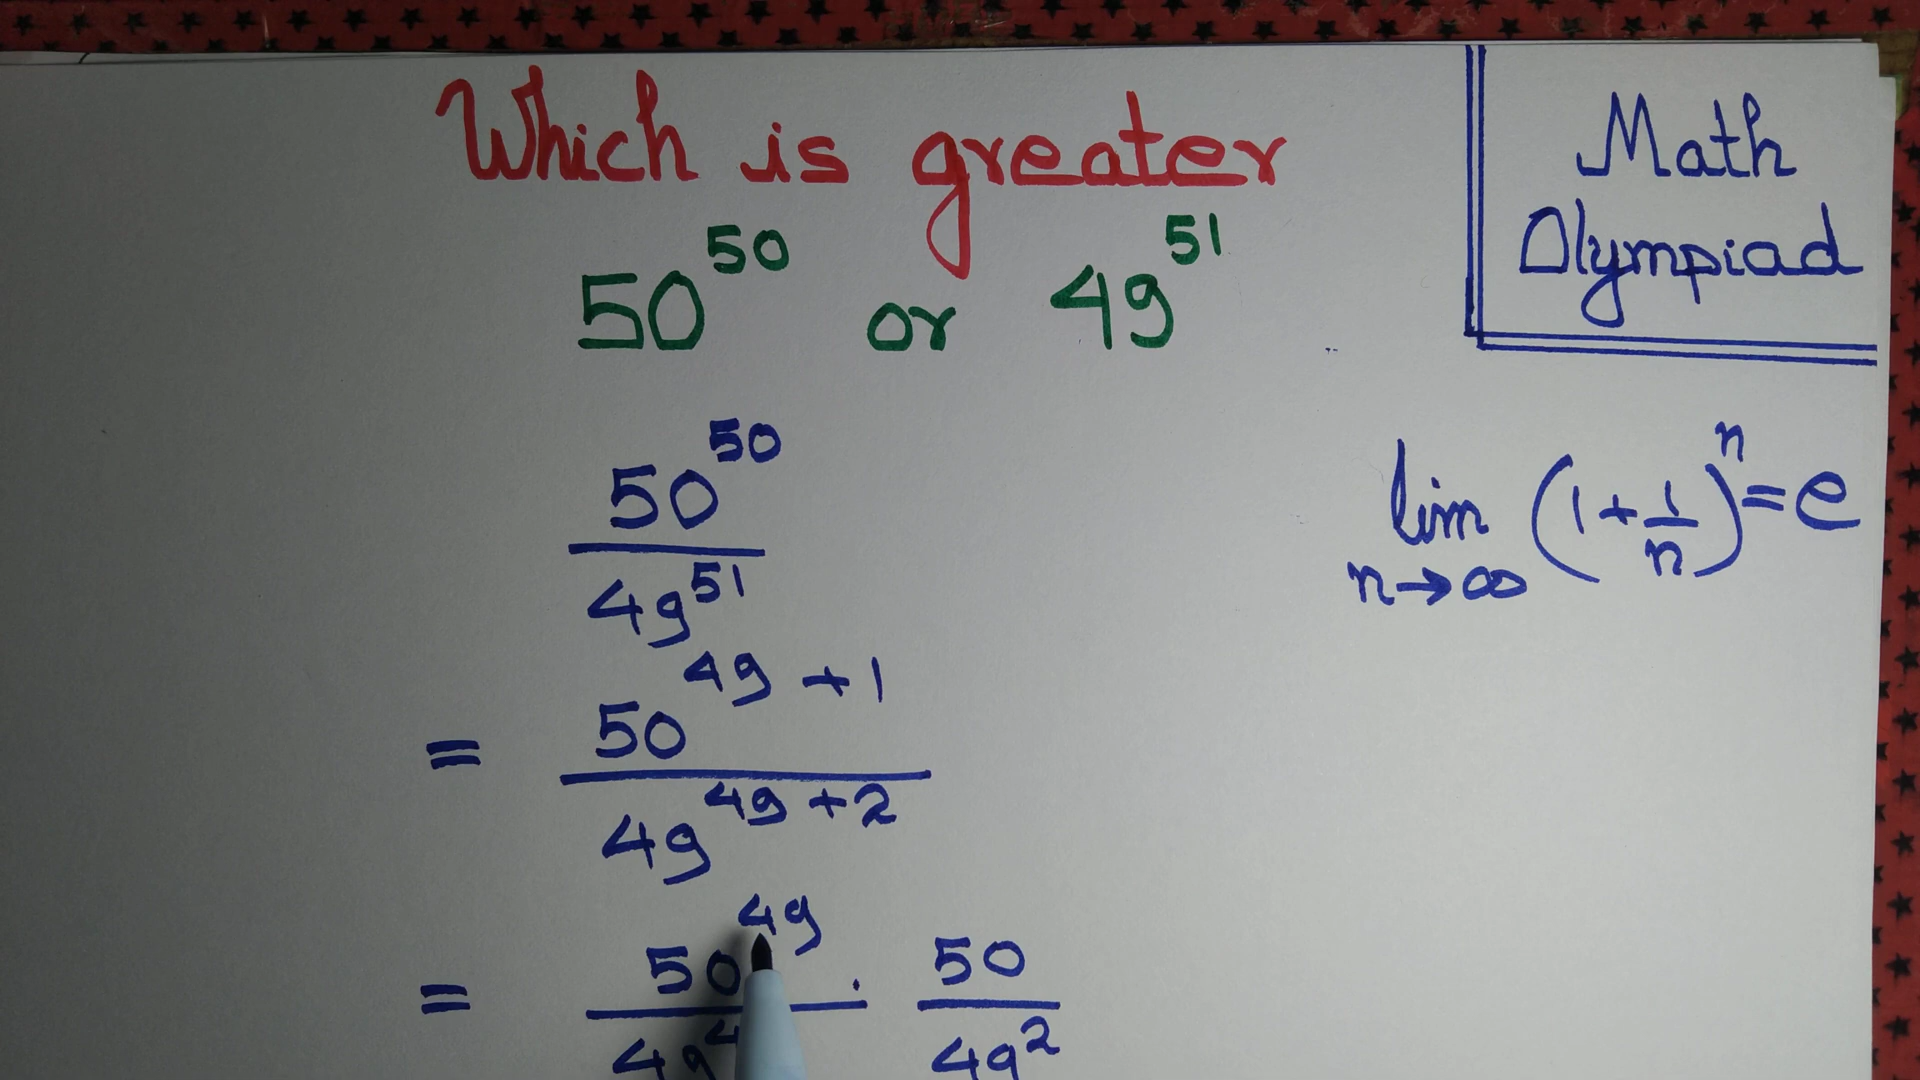 Which is greater
50^50 or 49^51
Math
Olympiad
50^50
49^51
lim (1 + 1/n)^n = e
n→∞
= 50^49+1
49^49+2
= 50^49 . 50
49^4 49^2